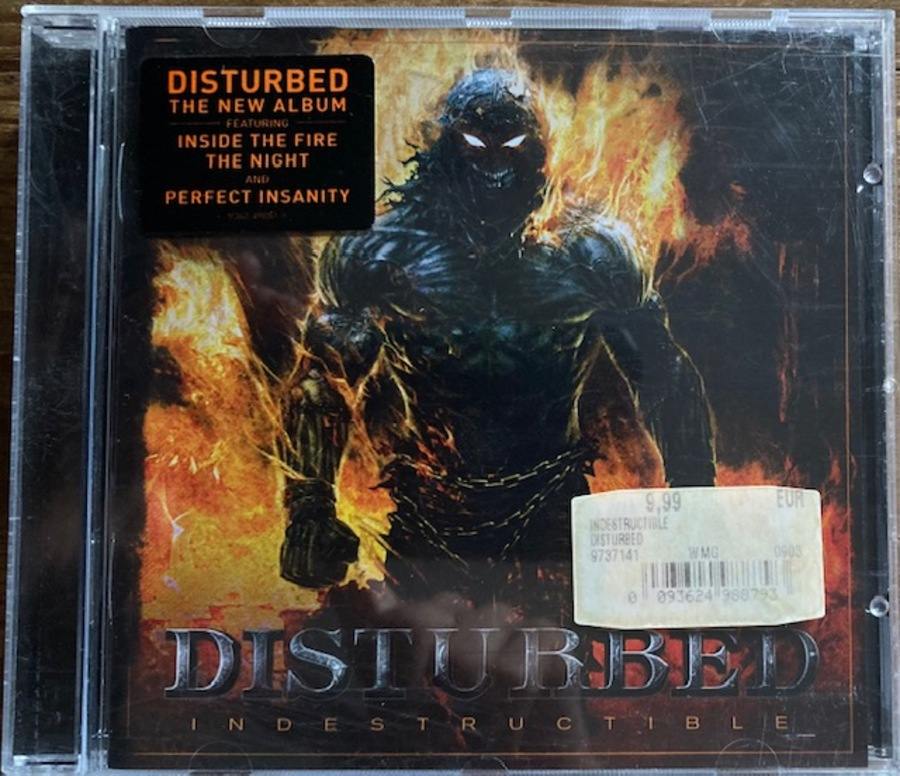 DISTURBED
THE NEW ALBUM
FEATURING
INSIDE THE FIRE
THE NIGHT
AND
PERFECT INSANITY
9,99 EUR
INDESTRUCTIBLE
DISTURBED
9737141 WMG 0903
0 093624 988793
DISTURBED
INDESTRUCTIBLE